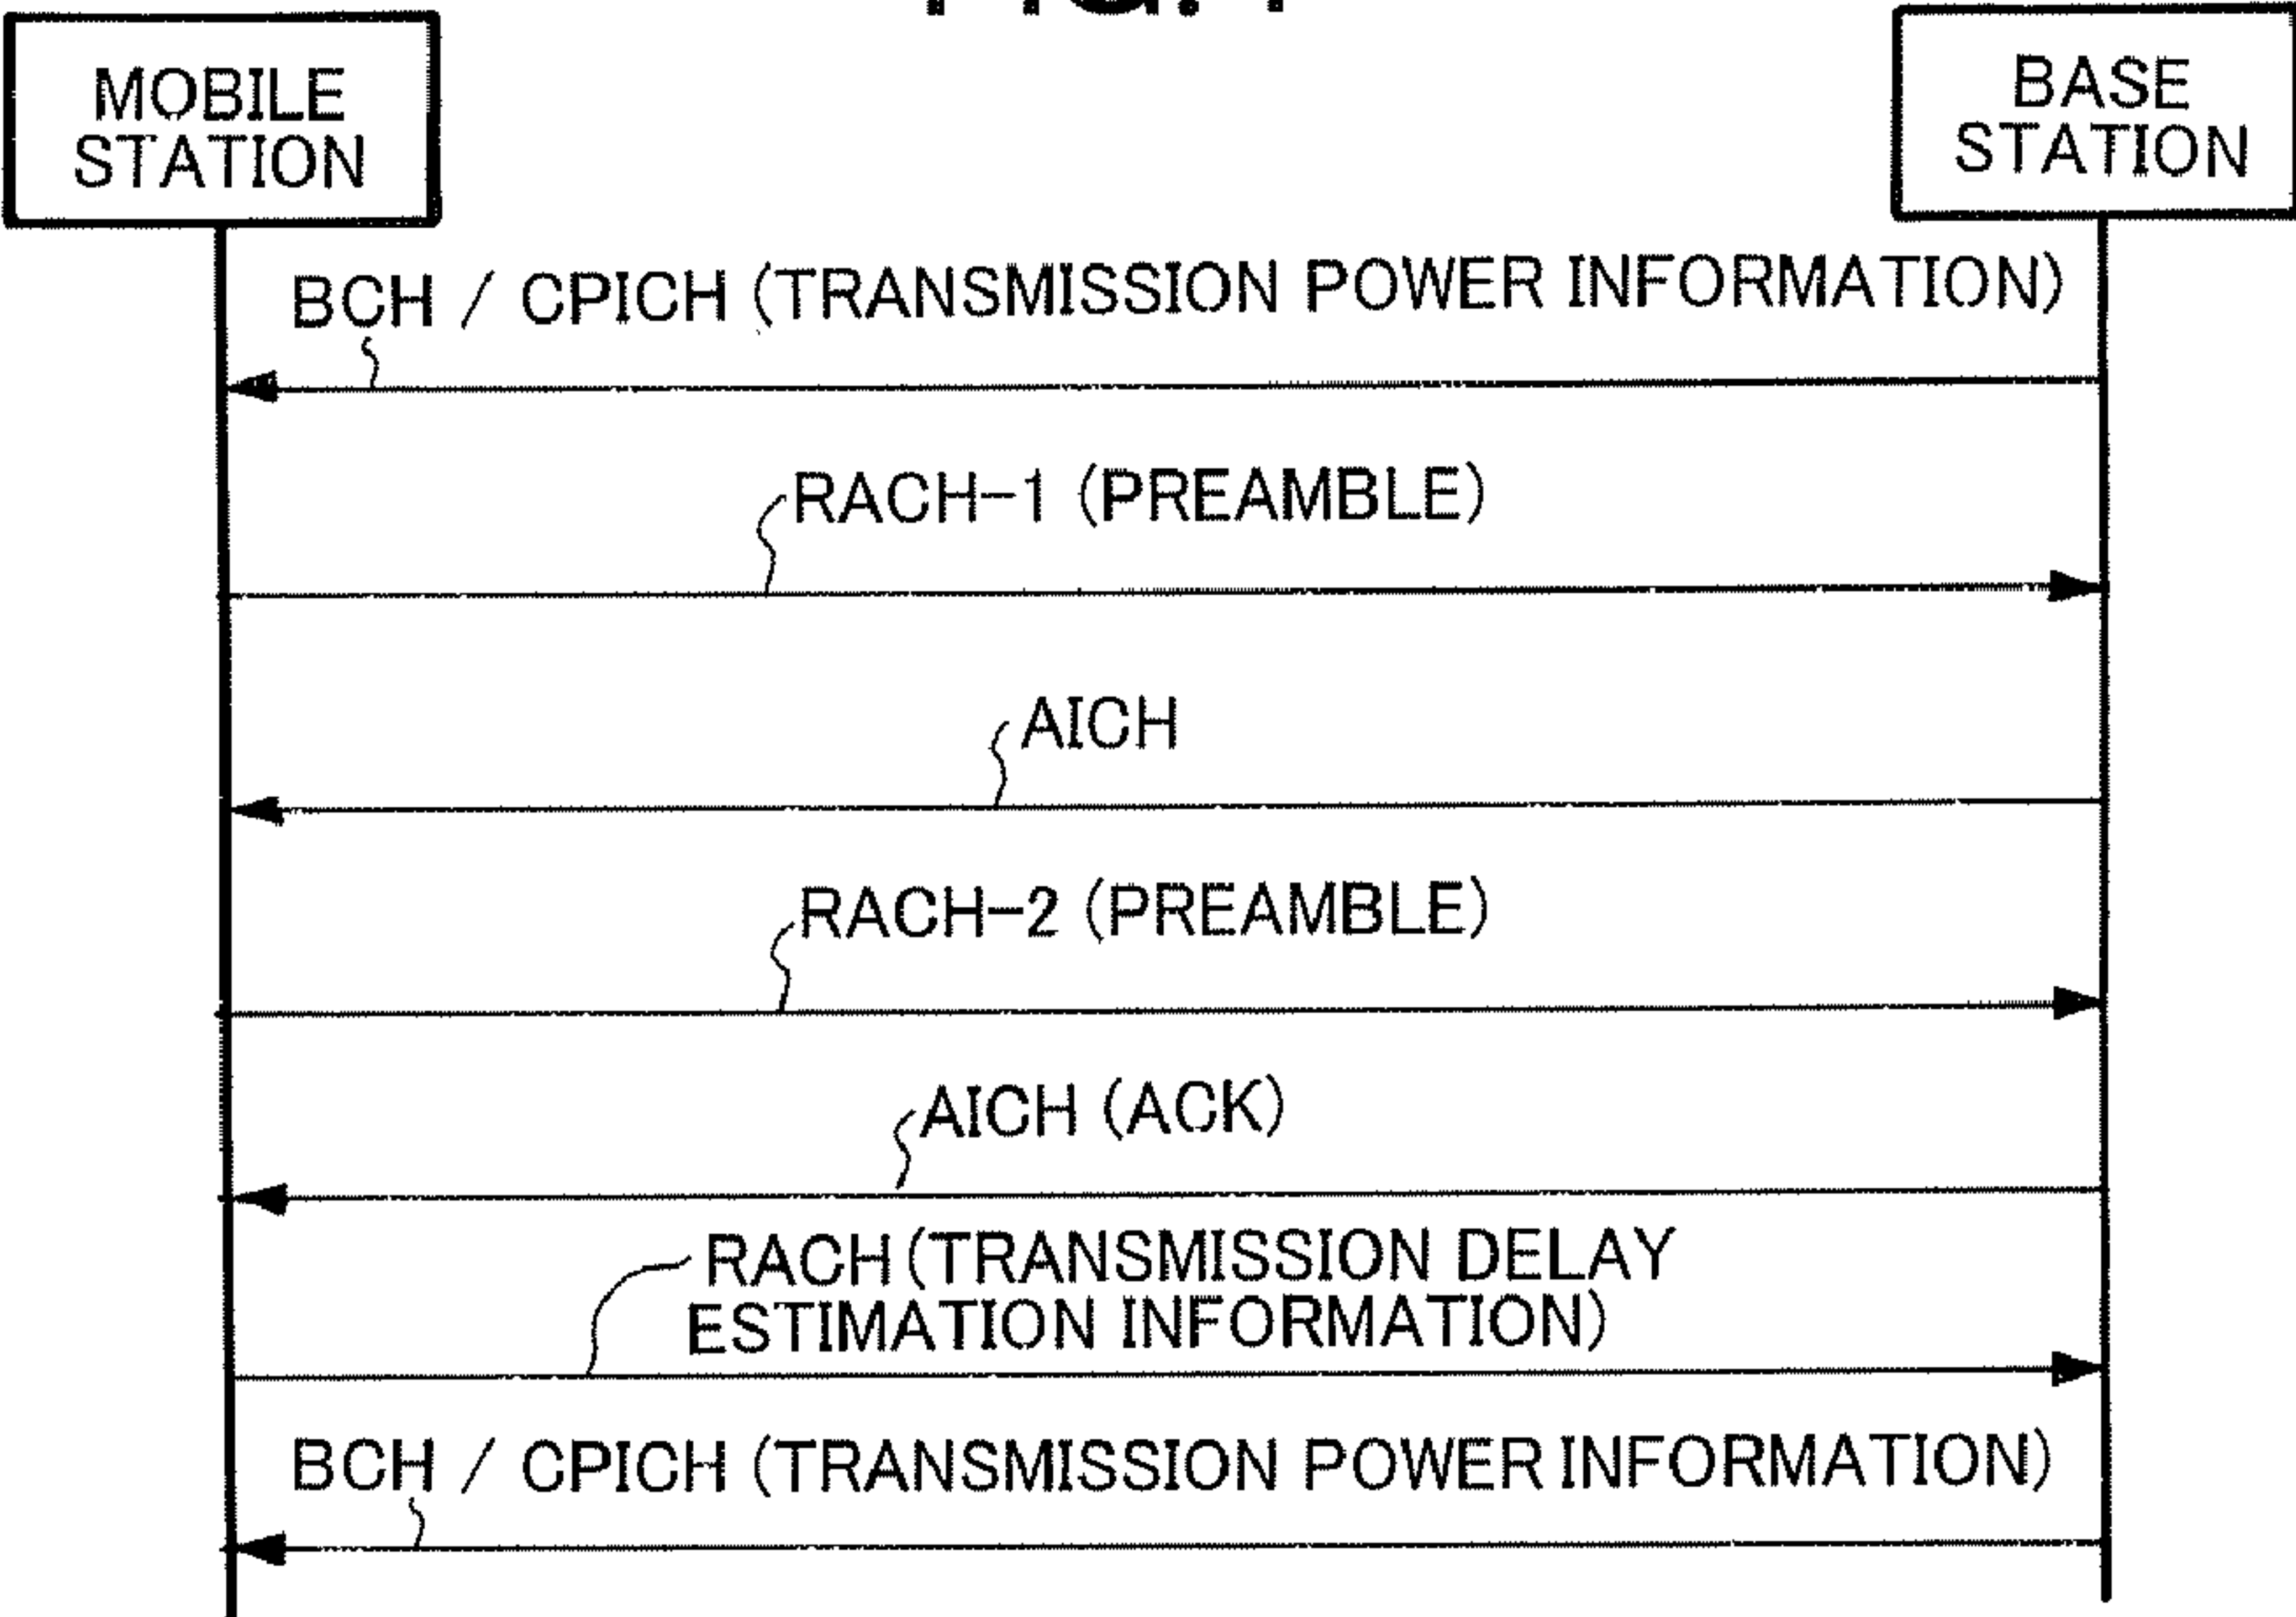 MOBILE
STATION
BASE
STATION
BCH / CPICH (TRANSMISSION POWER INFORMATION)
RACH-1 (PREAMBLE)
AICH
RACH-2 (PREAMBLE)
AICH (ACK)
RACH (TRANSMISSION DELAY
ESTIMATION INFORMATION)
BCH / CPICH (TRANSMISSION POWER INFORMATION)